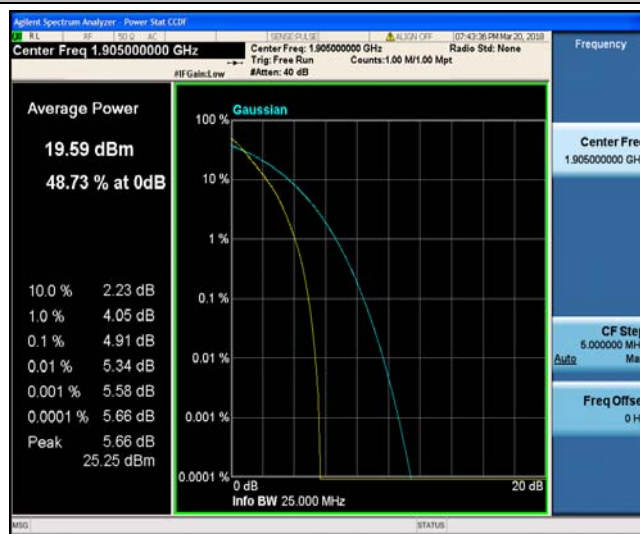 Agilent Spectrum Analyzer - Power Stat CCDF
RL RF 50 Ω AC SENSE:PULSE ALIGN OFF 07:43:36 PM Mar 20, 2018
Center Freq 1.905000000 GHz
Center Freq: 1.905000000 GHz Radio Std: None
Trig: Free Run Counts:1.00 M/1.00 Mpt
#IFGain:Low #Atten: 40 dB
Frequency
Average Power
19.59 dBm
48.73 % at 0dB
10.0 % 2.23 dB
1.0 % 4.05 dB
0.1 % 4.91 dB
0.01 % 5.34 dB
0.001 % 5.58 dB
0.0001 % 5.66 dB
Peak 5.66 dB
25.25 dBm
Gaussian
100 %
10 %
1 %
0.1 %
0.01 %
0.001 %
0.0001 %
0 dB 20 dB
Info BW 25.000 MHz
Center Fre
1.905000000 GH
CF Ste
5.000000 MH
Auto Ma
Freq Offse
0 H
MSG STATUS